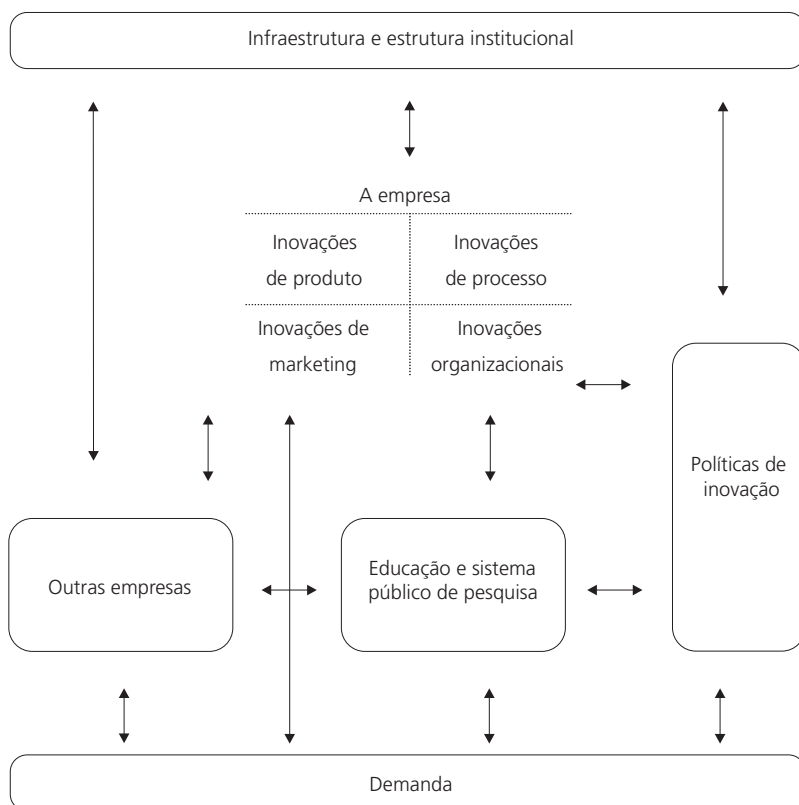 Infraestrutura e estrutura institucional
A empresa
Inovações
de produto
Inovações
de processo
Inovações de
marketing
Inovações
organizacionais
Políticas de
inovação
Outras empresas
Educação e sistema
público de pesquisa
Demanda